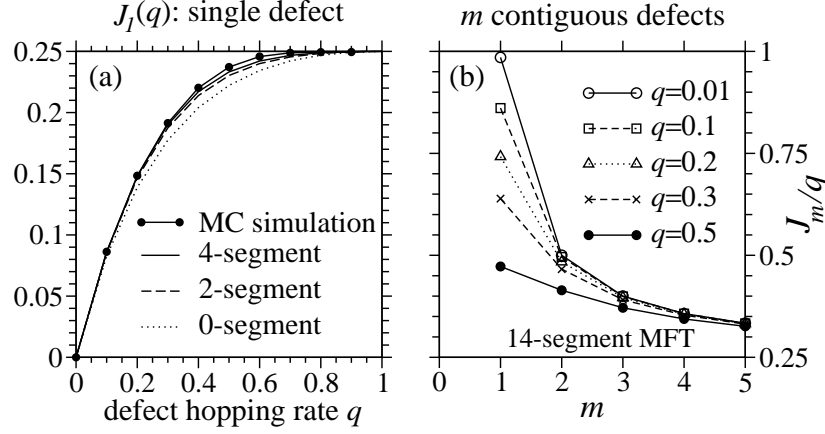 J1(q): single defect
(a)
0.25
0.2
0.15
0.1
0.05
0
MC simulation
4-segment
2-segment
0-segment
0 0.2 0.4 0.6 0.8 1
defect hopping rate q
m contiguous defects
(b)
q=0.01
q=0.1
q=0.2
q=0.3
q=0.5
14-segment MFT
1
0.75
0.5
0.25
Jm/q
0 1 2 3 4 5
m